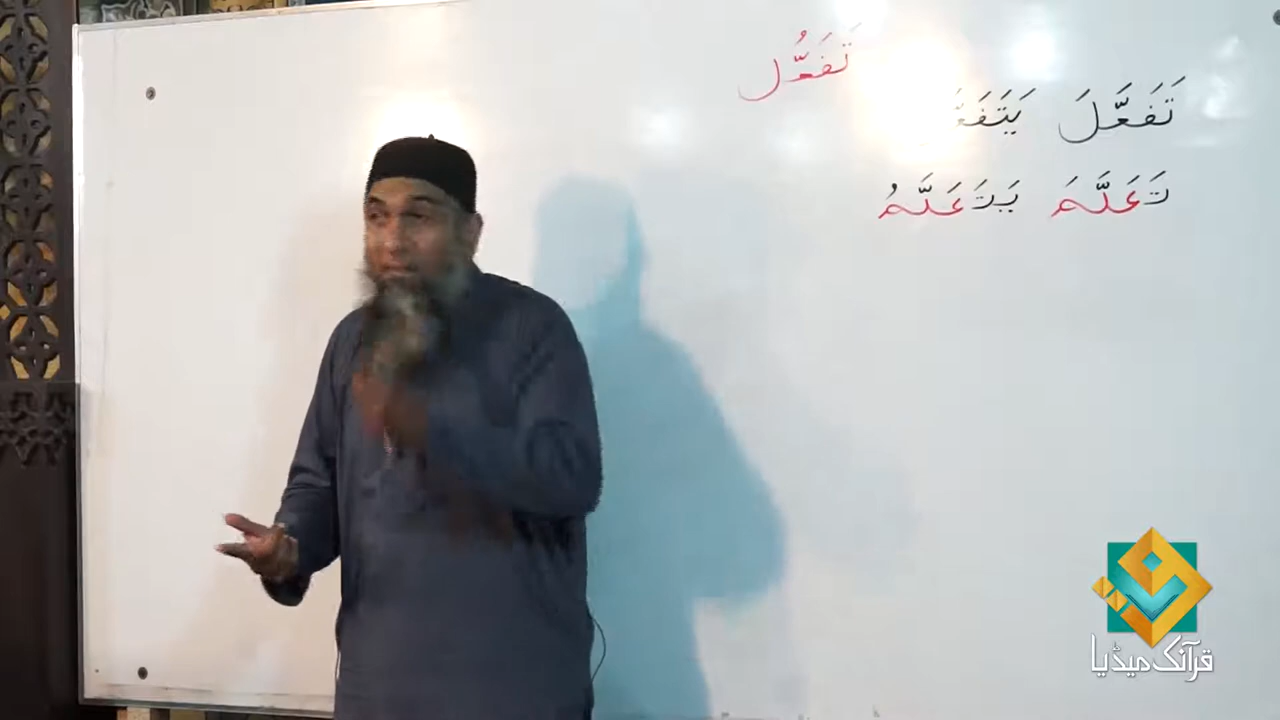 تَفَعُّل
تَفَعَّلَ يَتَفَعَّ
تَعَلَّمَ يَتَعَلَّمُ
قرآنک میڈیا